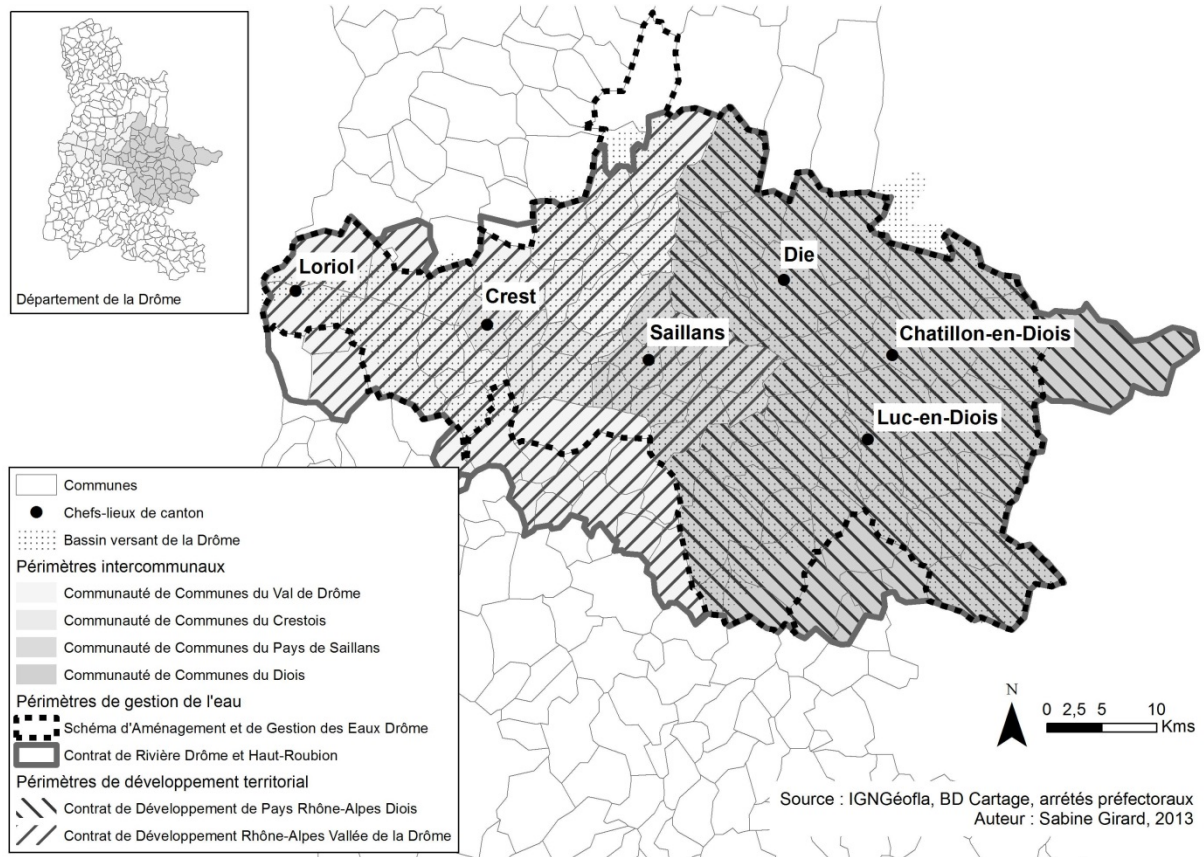 Département de la Drôme
Loriol
Crest
Die
Saillans
Chatillon-en-Diois
Luc-en-Diois
Communes
Chefs-lieux de canton
Bassin versant de la Drôme
Périmètres intercommunaux
Communauté de Communes du Val de Drôme
Communauté de Communes du Crestois
Communauté de Communes du Pays de Saillans
Communauté de Communes du Diois
Périmètres de gestion de l'eau
Schéma d'Aménagement et de Gestion des Eaux Drôme
Contrat de Rivière Drôme et Haut-Roubion
Périmètres de développement territorial
Contrat de Développement de Pays Rhône-Alpes Diois
Contrat de Développement Rhône-Alpes Vallée de la Drôme
N
0 2,5 5 10
Kms
Source : IGNGéofla, BD Cartage, arrétés préfectoraux
Auteur : Sabine Girard, 2013